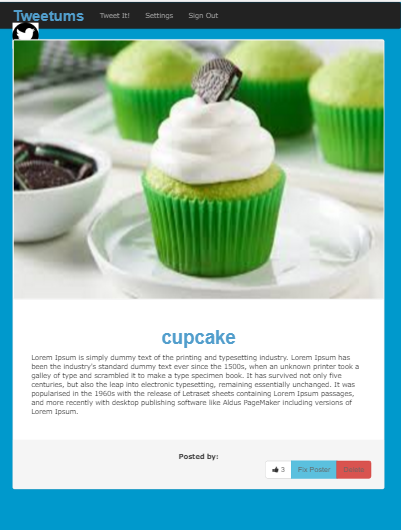 Tweetums Tweet It! Settings Sign Out
cupcake
Lorem Ipsum is simply dummy text of the printing and typesetting industry. Lorem Ipsum has
been the industry's standard dummy text ever since the 1500s, when an unknown printer took a
galley of type and scrambled it to make a type specimen book. It has survived not only five
centuries, but also the leap into electronic typesetting, remaining essentially unchanged. It was
popularised in the 1960s with the release of Letraset sheets containing Lorem Ipsum passages,
and more recently with desktop publishing software like Aldus PageMaker including versions of
Lorem Ipsum.
Posted by:
3 Fix Poster Delete